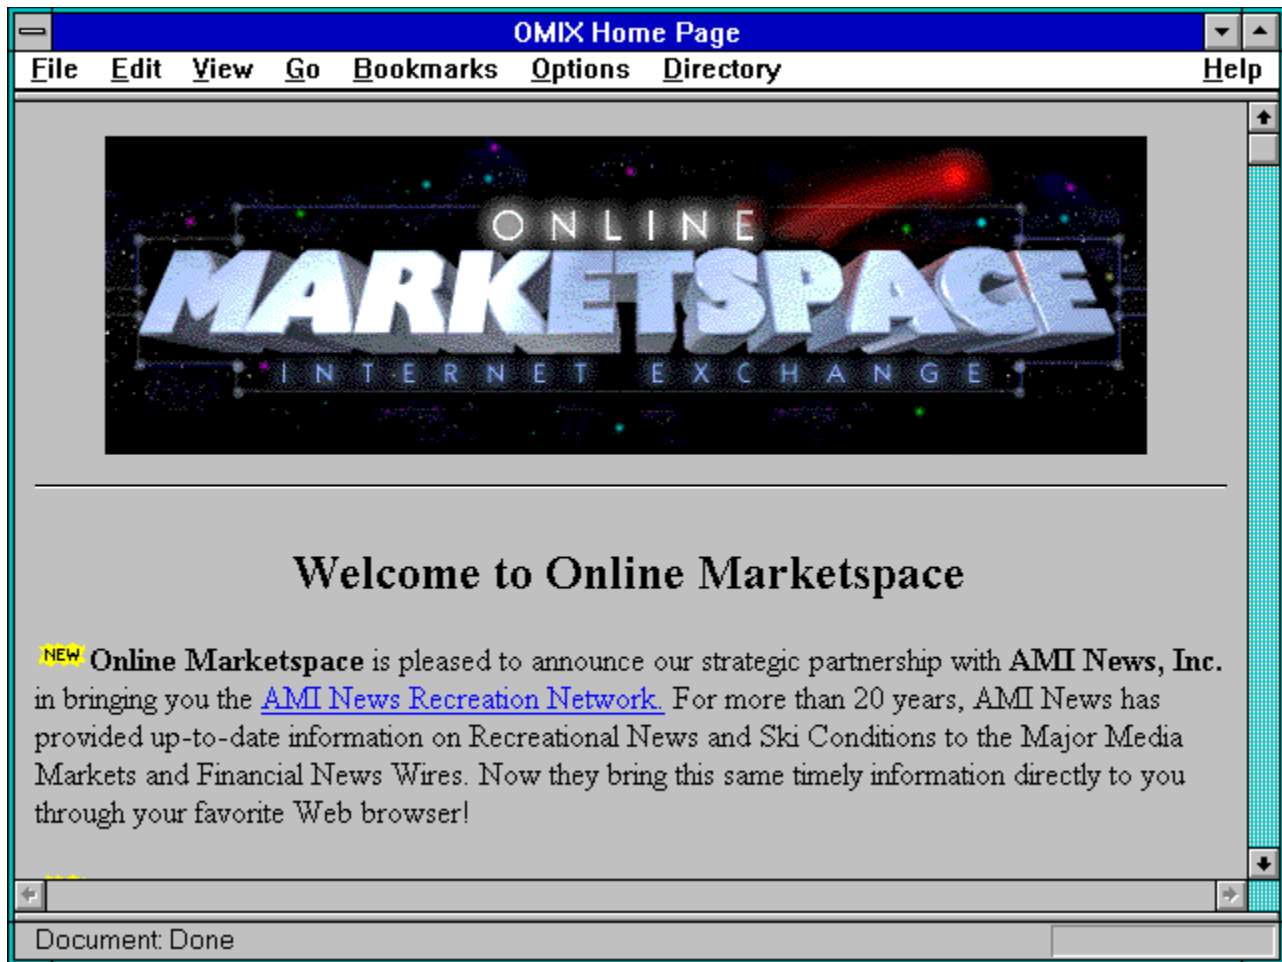 OMIX Home Page
File Edit View Go Bookmarks Options Directory Help
ONLINE
MARKETSPACE
INTERNET EXCHANGE
Welcome to Online Marketspace
NEW Online Marketspace is pleased to announce our strategic partnership with AMI News, Inc.
in bringing you the AMI News Recreation Network. For more than 20 years, AMI News has
provided up-to-date information on Recreational News and Ski Conditions to the Major Media
Markets and Financial News Wires. Now they bring this same timely information directly to you
through your favorite Web browser!
Document: Done